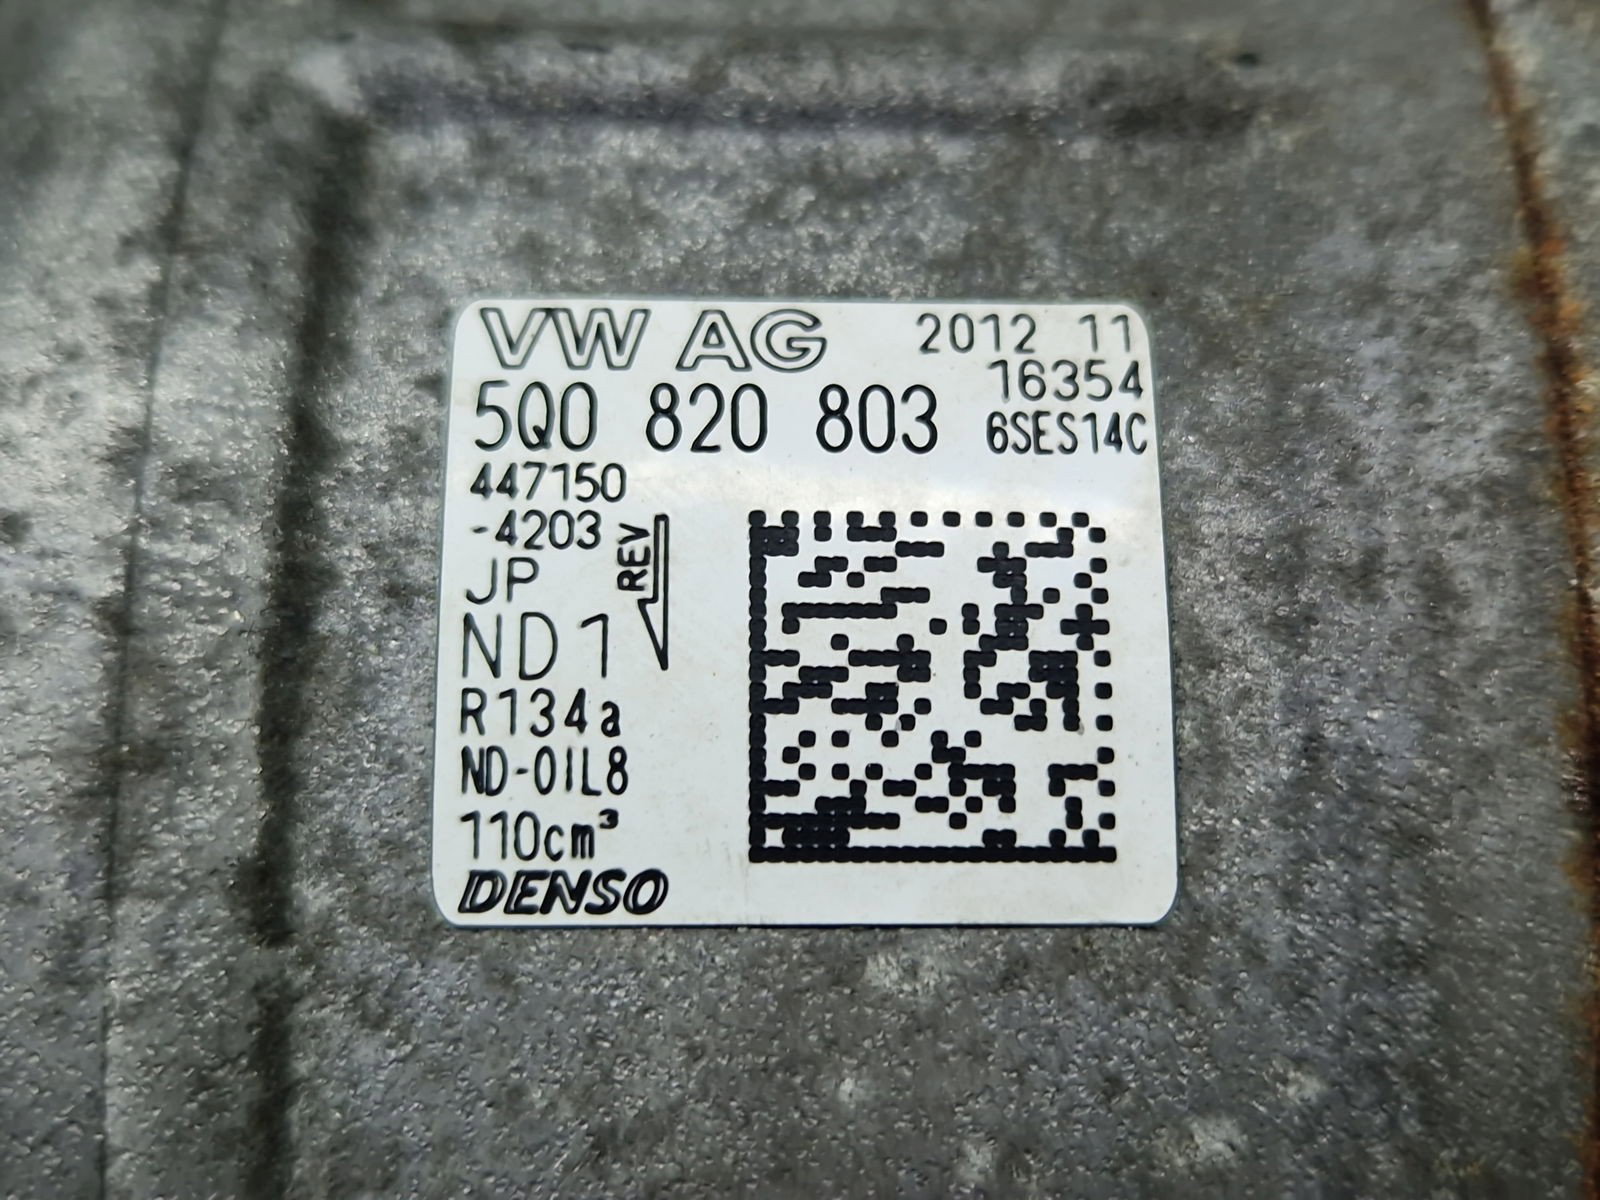 VW AG 2012 11
16354
5Q0 820 803 6SES14C
447150
-4203
REV
JP
ND1
R134a
ND-OIL8
110cm³
DENSO